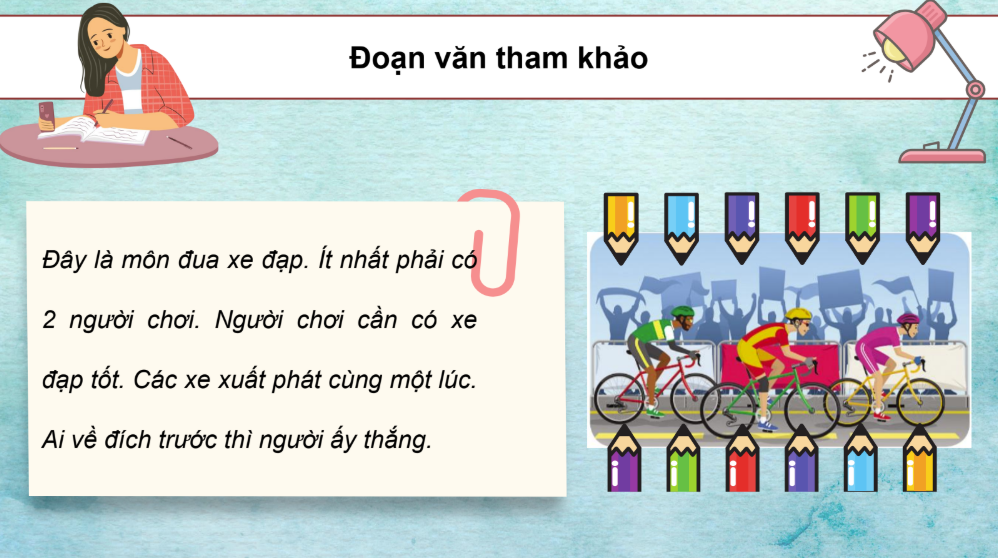 Đoạn văn tham khảo
Đây là môn đua xe đạp. Ít nhất phải có
2 người chơi. Người chơi cần có xe
đạp tốt. Các xe xuất phát cùng một lúc.
Ai về đích trước thì người ấy thắng.